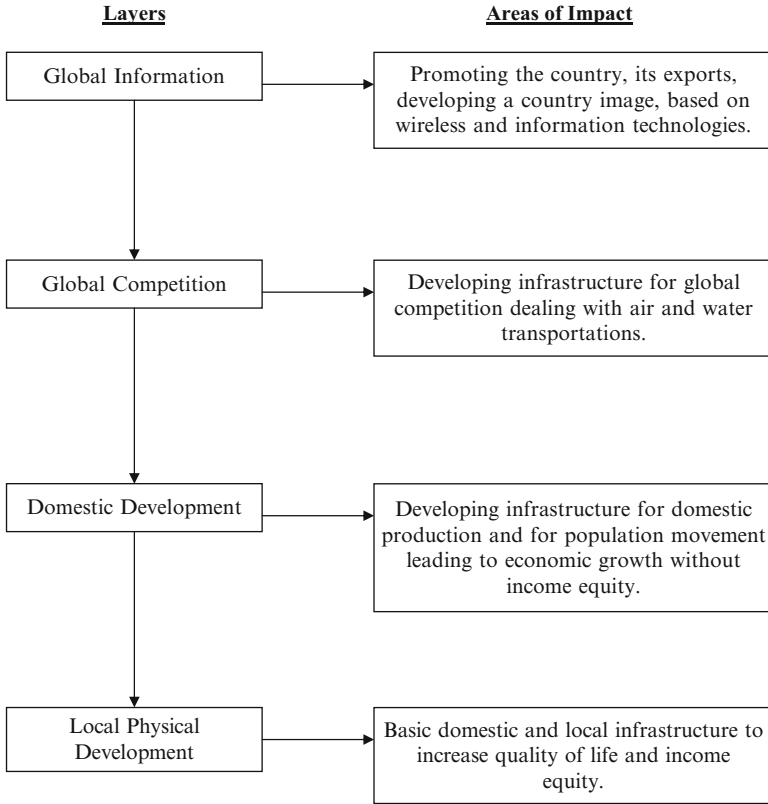 Layers
Areas of Impact
Global Information
Promoting the country, its exports,
developing a country image, based on
wireless and information technologies.
Global Competition
Developing infrastructure for global
competition dealing with air and water
transportations.
Domestic Development
Developing infrastructure for domestic
production and for population movement
leading to economic growth without
income equity.
Local Physical
Development
Basic domestic and local infrastructure to
increase quality of life and income
equity.